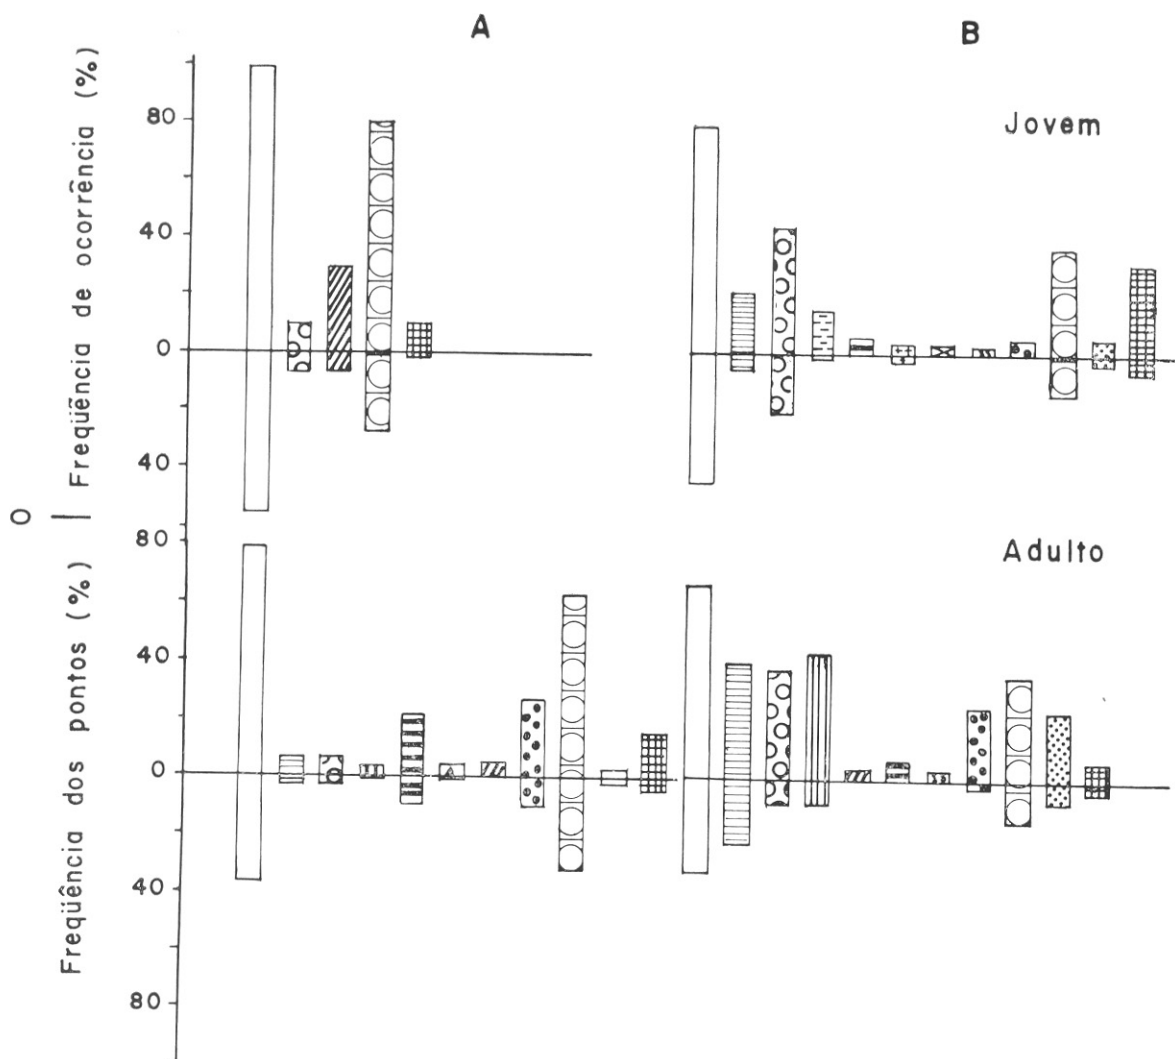 A
B
Jovem
Adulto
80
40
0
40
80
40
0
40
80
Freqüência de ocorrência (%)
Freqüência dos pontos (%)
O